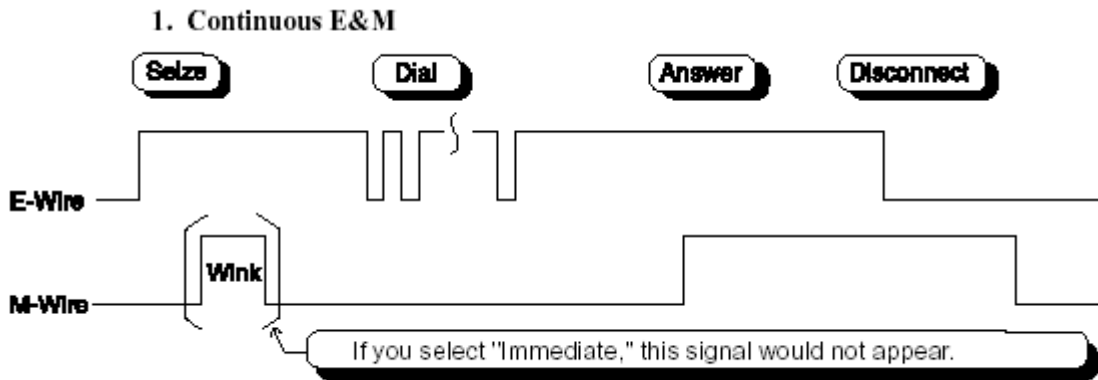 1. Continuous E&M
Seize Dial Answer Disconnect
E-Wire
Wink
M-Wire
If you select "Immediate," this signal would not appear.